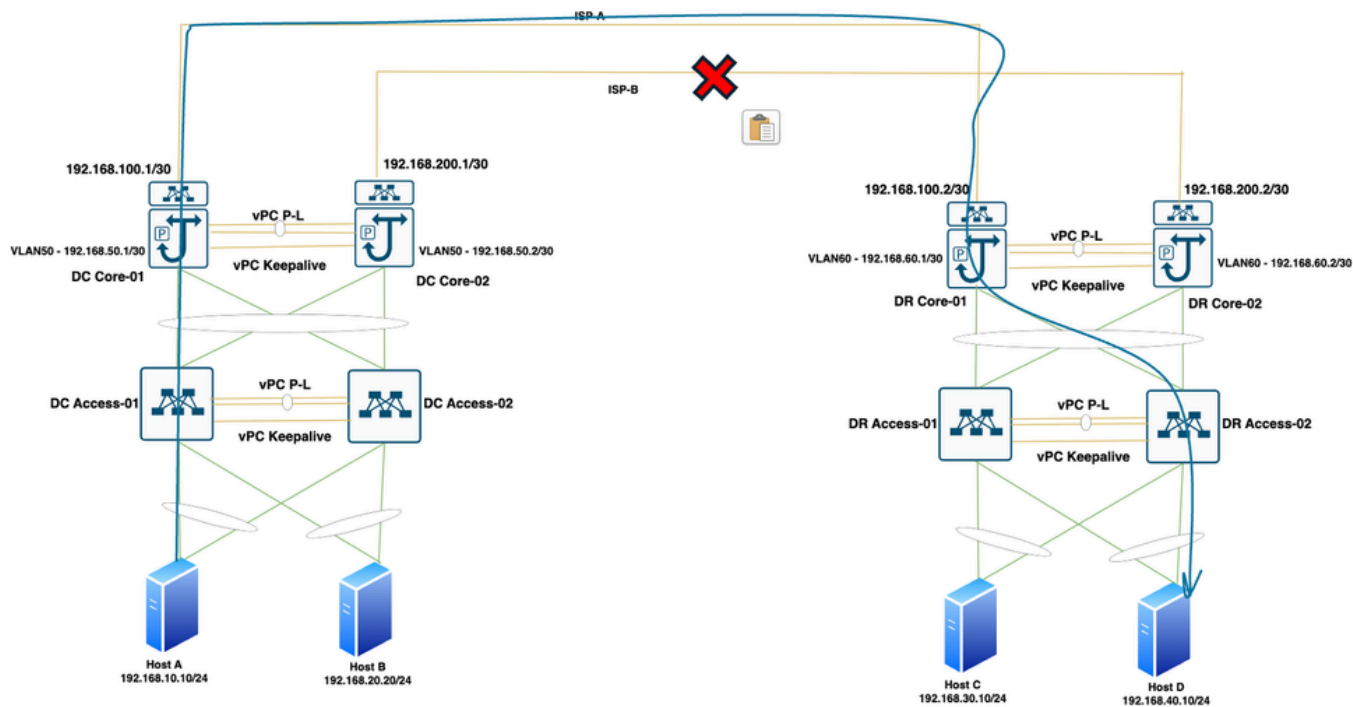 ISP-A
ISP-B
192.168.100.1/30
192.168.200.1/30
192.168.100.2/30
192.168.200.2/30
P
P
P
P
vPC P-L
vPC P-L
VLAN50 - 192.168.50.1/30
VLAN50 - 192.168.50.2/30
VLAN60 - 192.168.60.1/30
VLAN60 - 192.168.60.2/30
vPC Keepalive
vPC Keepalive
DC Core-01
DC Core-02
DR Core-01
DR Core-02
vPC P-L
vPC P-L
DC Access-01
DC Access-02
DR Access-01
DR Access-02
vPC Keepalive
vPC Keepalive
Host A
192.168.10.10/24
Host B
192.168.20.20/24
Host C
192.168.30.10/24
Host D
192.168.40.10/24